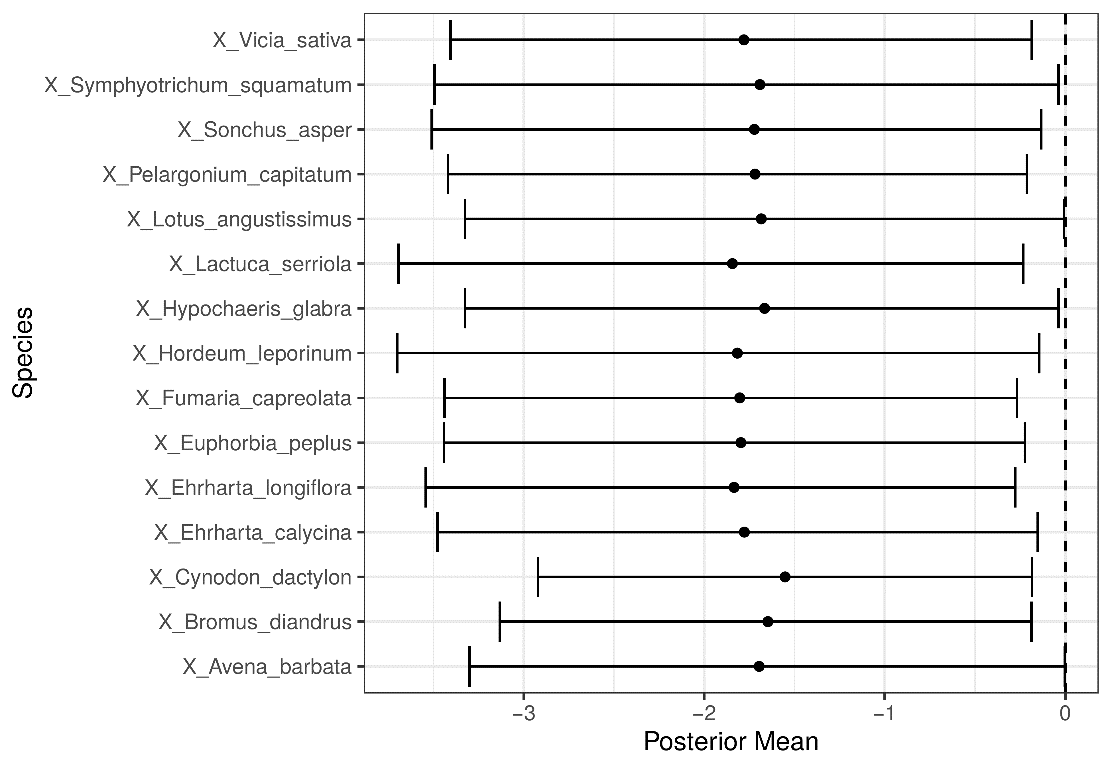 X_Vicia_sativa
X_Symphyotrichum_squamatum
X_Sonchus_asper
X_Pelargonium_capitatum
X_Lotus_angustissimus
X_Lactuca_serriola
X_Hypochaeris_glabra
X_Hordeum_leporinum
X_Fumaria_capreolata
X_Euphorbia_peplus
X_Ehrharta_longiflora
X_Ehrharta_calycina
X_Cynodon_dactylon
X_Bromus_diandrus
X_Avena_barbata
Species
−3 −2 −1 0
Posterior Mean